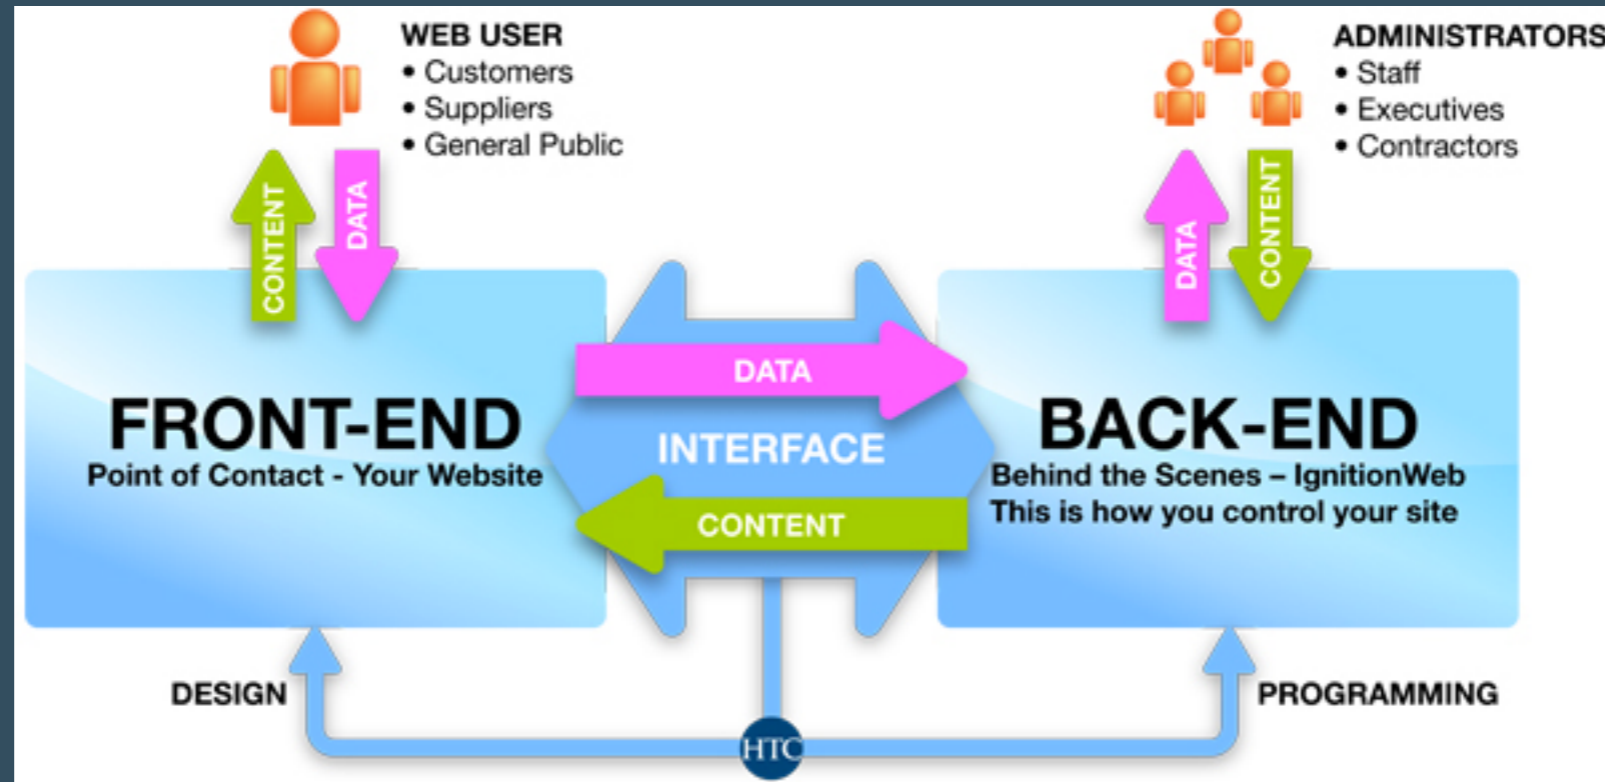 WEB USER
• Customers
• Suppliers
• General Public
ADMINISTRATORS
• Staff
• Executives
• Contractors
CONTENT
DATA
DATA
CONTENT
FRONT-END
Point of Contact - Your Website
DATA
INTERFACE
CONTENT
BACK-END
Behind the Scenes – IgnitionWeb
This is how you control your site
DESIGN
HTC
PROGRAMMING